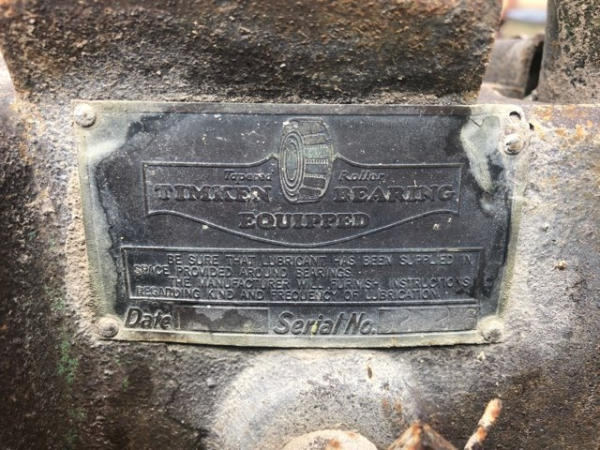 Tapered Roller
TIMKEN BEARING
EQUIPPED
BE SURE THAT LUBRICANT HAS BEEN SUPPLIED IN
SPACE PROVIDED AROUND BEARINGS.
THE MANUFACTURER WILL FURNISH INSTRUCTIONS
REGARDING KIND AND FREQUENCY OF LUBRICATION.
Date Serial No.